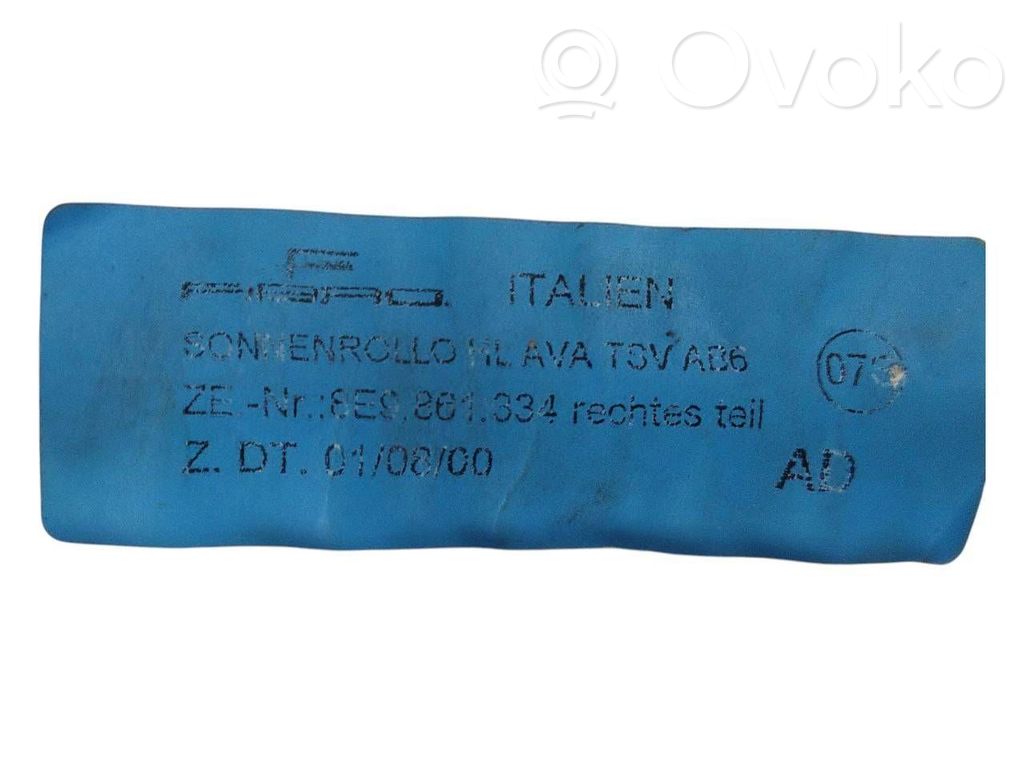 Ovoko
ITALIEN
SONNENROLLO HL AVA TSV AB6
073
ZE.-Nr.:8E9.861.334 rechtes teil
Z. DT. 01/08/00
AD